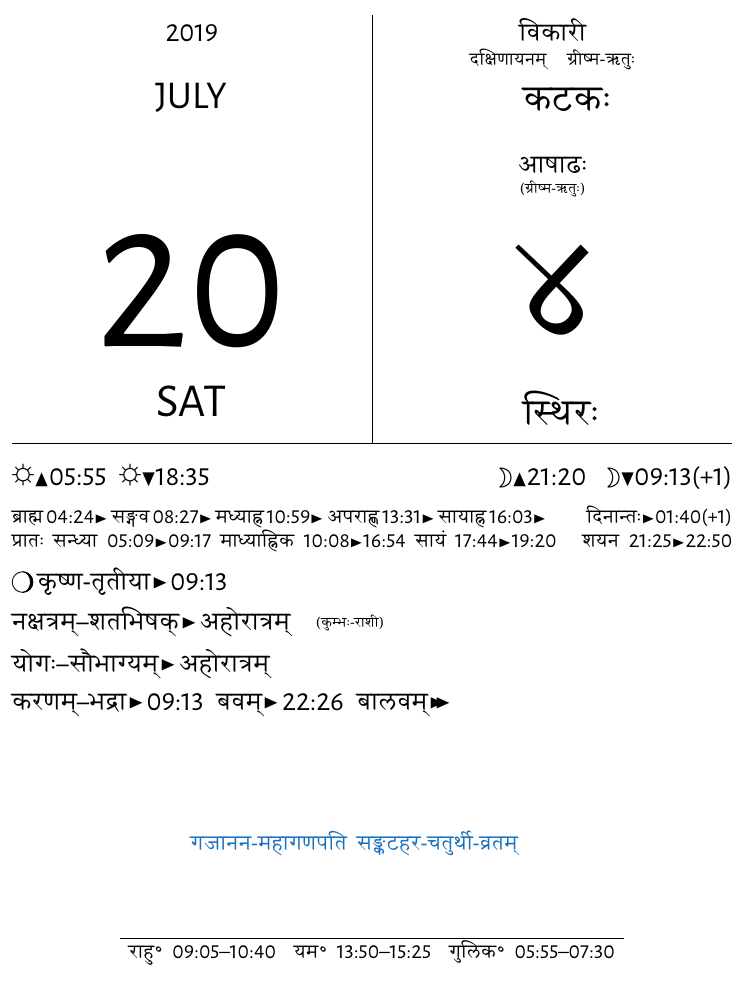 2019
JULY
20
SAT
विकारी
दक्षिणायनम् ग्रीष्म-ऋतुः
कटकः
आषाढः
(ग्रीष्म-ऋतुः)
४
स्थिरः
☼▲05:55 ☼▼18:35 ☽▲21:20 ☽▼09:13(+1)
ब्राह्म 04:24► सङ्गव 08:27► मध्याह्न 10:59► अपराह्ण 13:31► सायाह्न 16:03► दिनान्तः►01:40(+1)
प्रातः सन्ध्या 05:09►09:17 माध्याह्निक 10:08►16:54 सायं 17:44►19:20 शयन 21:25►22:50
कृष्ण-तृतीया►09:13
नक्षत्रम्–शतभिषक्►अहोरात्रम् (कुम्भः-राशी)
योगः–सौभाग्यम्►अहोरात्रम्
करणम्–भद्रा►09:13 बवम्►22:26 बालवम्►►
गजानन-महागणपति सङ्कटहर-चतुर्थी-व्रतम्
राहु॰ 09:05–10:40 यम॰ 13:50–15:25 गुलिक॰ 05:55–07:30